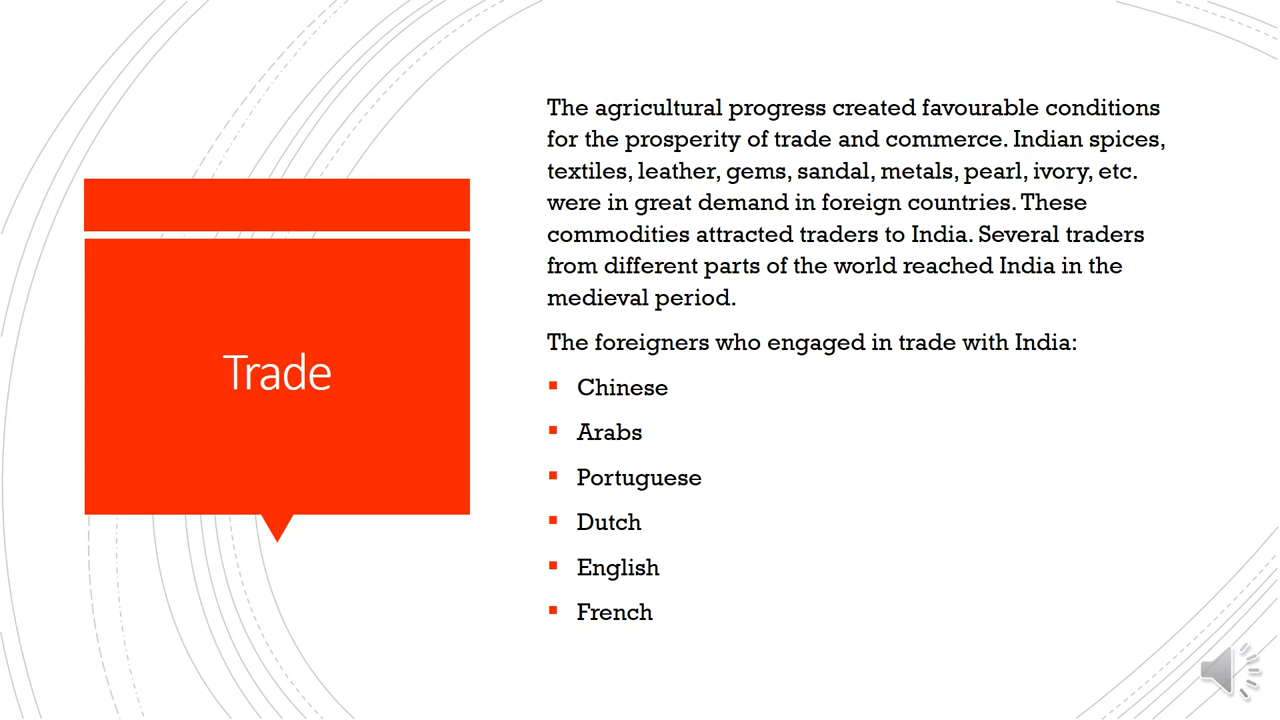 Trade
The agricultural progress created favourable conditions
for the prosperity of trade and commerce. Indian spices,
textiles, leather, gems, sandal, metals, pearl, ivory, etc.
were in great demand in foreign countries. These
commodities attracted traders to India. Several traders
from different parts of the world reached India in the
medieval period.
The foreigners who engaged in trade with India:
▪ Chinese
▪ Arabs
▪ Portuguese
▪ Dutch
▪ English
▪ French